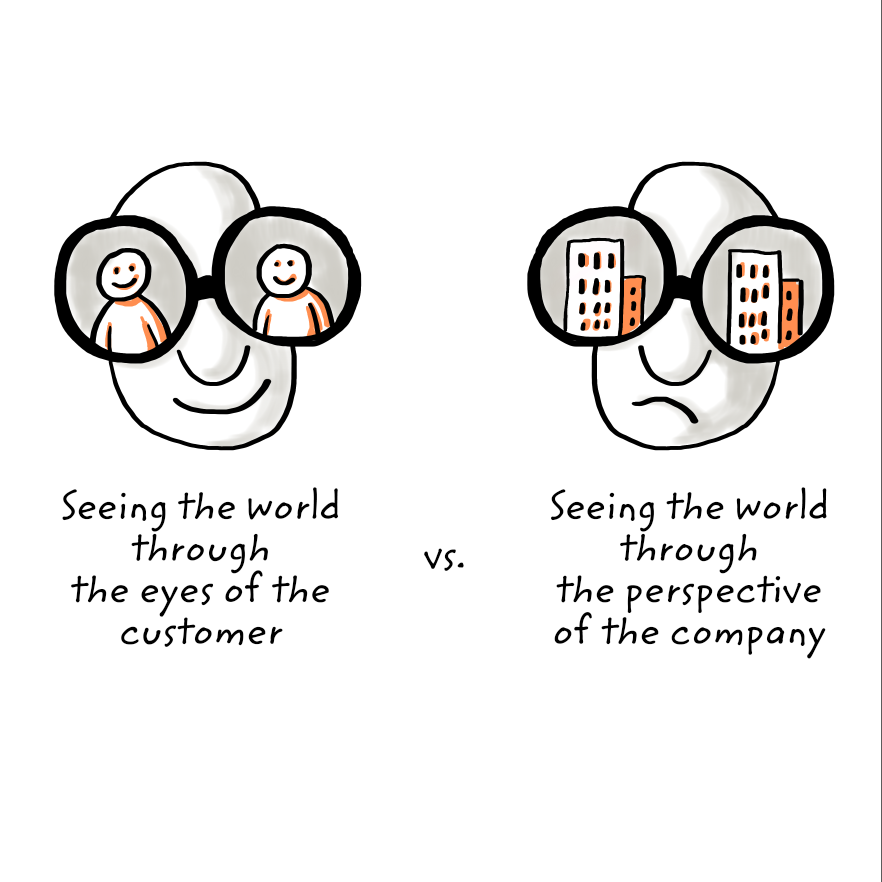 Seeing the world
through
the eyes of the
customer
vs.
Seeing the world
through
the perspective
of the company